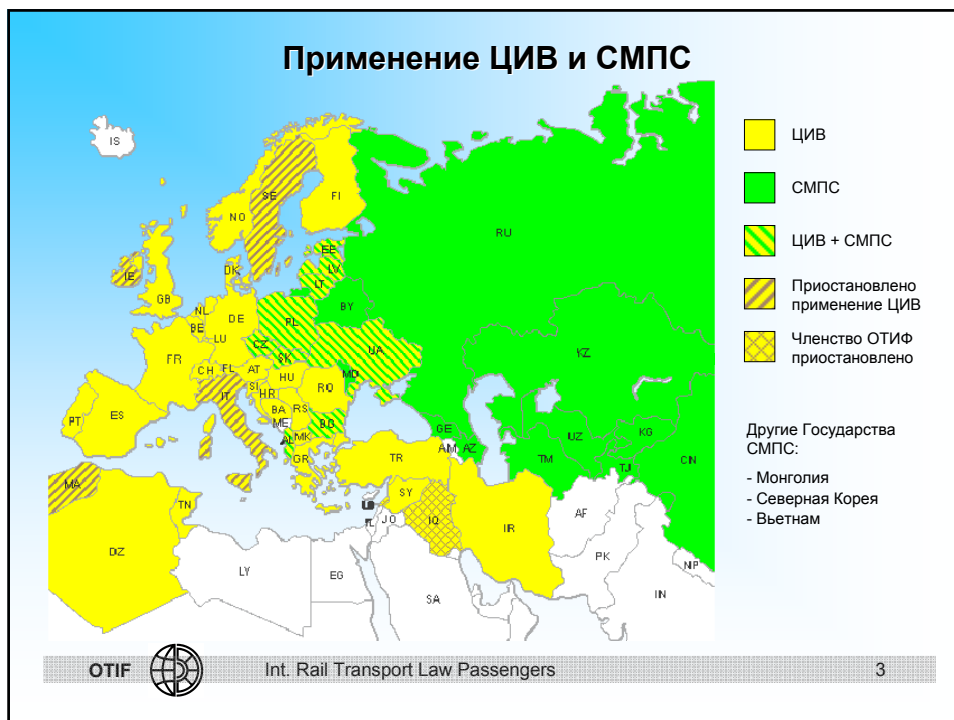 Применение ЦИВ и СМПС
IS
SE
FI
NO
RU
EE
LV
LT
DK
IE
GB
NL
BE
DE
BY
PL
LU
CZ
SK
UA
FR
KZ
CH
FL
AT
HU
MD
SI
HR
RO
IT
BA
RS
PT
ES
ME
BG
AL
MK
GE
UZ
KG
GR
TR
AM
AZ
TM
TJ
CN
MA
TN
SY
IQ
IR
AF
IL
JO
DZ
LY
EG
SA
PK
NP
IN
ЦИВ
СМПС
ЦИВ + СМПС
Приостановлено
применение ЦИВ
Членство ОТИФ
приостановлено
Другие Государства
СМПС:
- Монголия
- Северная Корея
- Вьетнам
OTIF
Int. Rail Transport Law Passengers
3